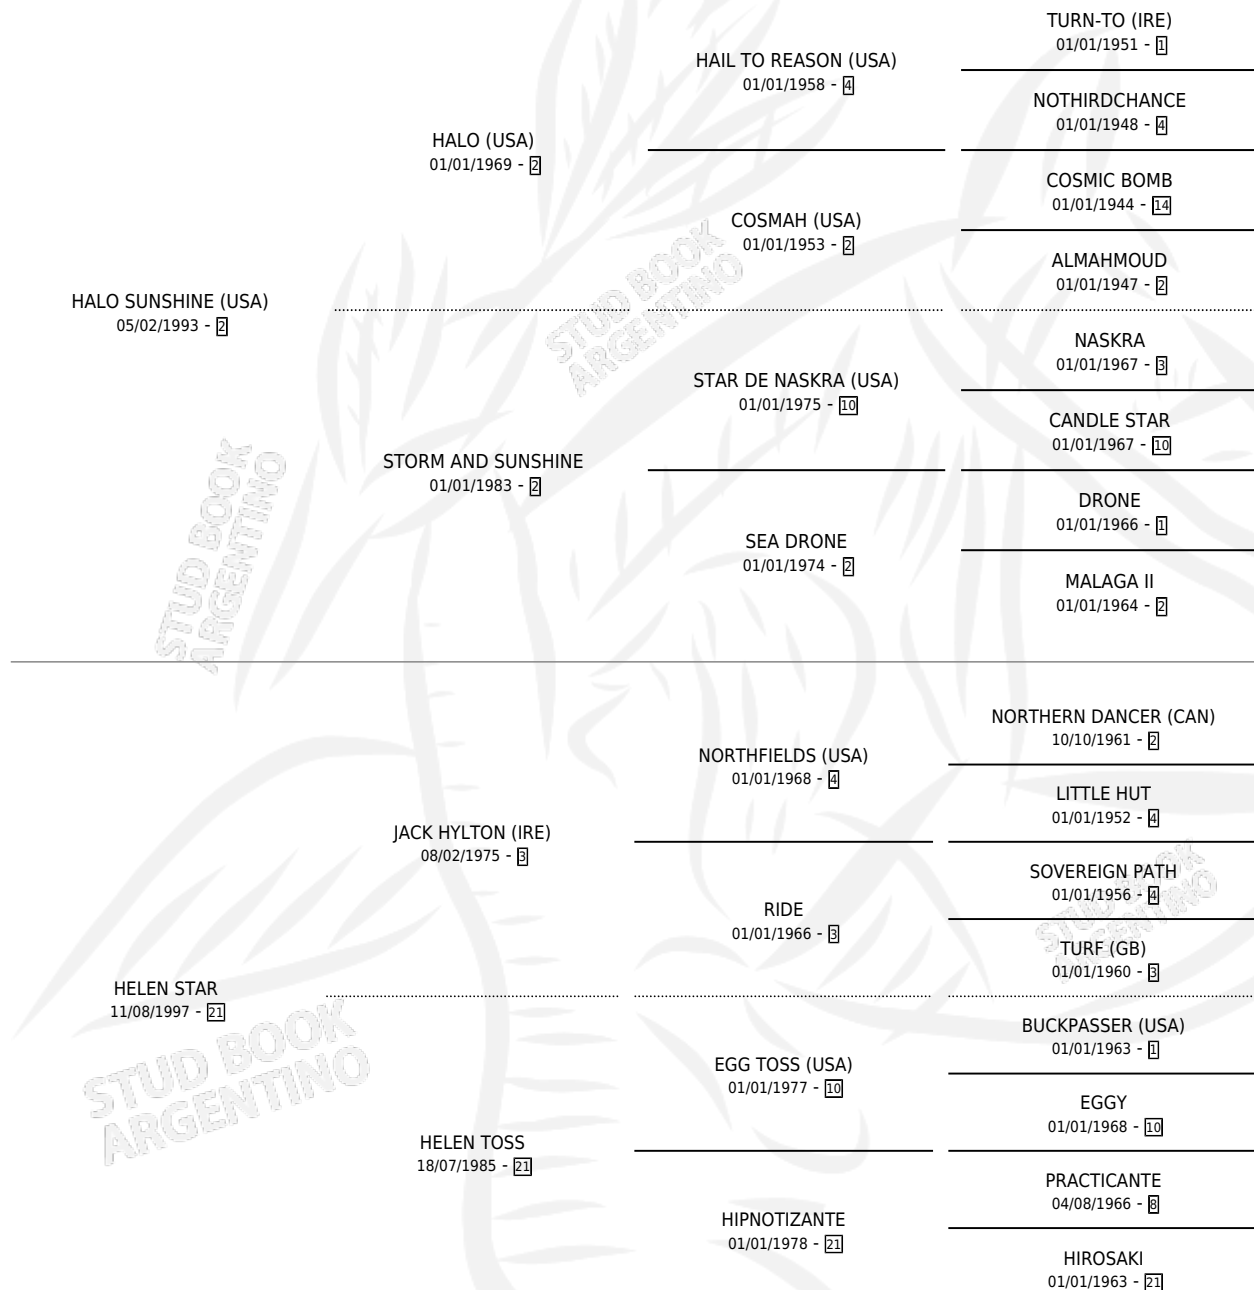 TURN-TO (IRE)
01/01/1951 - 1
HAIL TO REASON (USA)
01/01/1958 - 4
NOTHIRDCHANCE
01/01/1948 - 4
HALO (USA)
01/01/1969 - 2
COSMIC BOMB
01/01/1944 - 14
COSMAH (USA)
01/01/1953 - 2
ALMAHMOUD
01/01/1947 - 2
HALO SUNSHINE (USA)
05/02/1993 - 2
STUD BOOK
ARGENTINO
NASKRA
01/01/1967 - 3
STAR DE NASKRA (USA)
01/01/1975 - 10
CANDLE STAR
01/01/1967 - 10
STORM AND SUNSHINE
01/01/1983 - 2
DRONE
01/01/1966 - 1
SEA DRONE
01/01/1974 - 2
MALAGA II
01/01/1964 - 2
STUD BOOK
ARGENTINO
NORTHERN DANCER (CAN)
10/10/1961 - 2
NORTHFIELDS (USA)
01/01/1968 - 4
LITTLE HUT
01/01/1952 - 4
JACK HYLTON (IRE)
08/02/1975 - 3
SOVEREIGN PATH
01/01/1956 - 4
RIDE
01/01/1966 - 3
TURF (GB)
01/01/1960 - 3
STUD BOOK
ARGENTINO
HELEN STAR
11/08/1997 - 21
BUCKPASSER (USA)
01/01/1963 - 1
EGG TOSS (USA)
01/01/1977 - 10
EGGY
01/01/1968 - 10
STUD BOOK
ARGENTINO
HELEN TOSS
18/07/1985 - 21
PRACTICANTE
04/08/1966 - 8
HIPNOTIZANTE
01/01/1978 - 21
HIROSAKI
01/01/1963 - 21